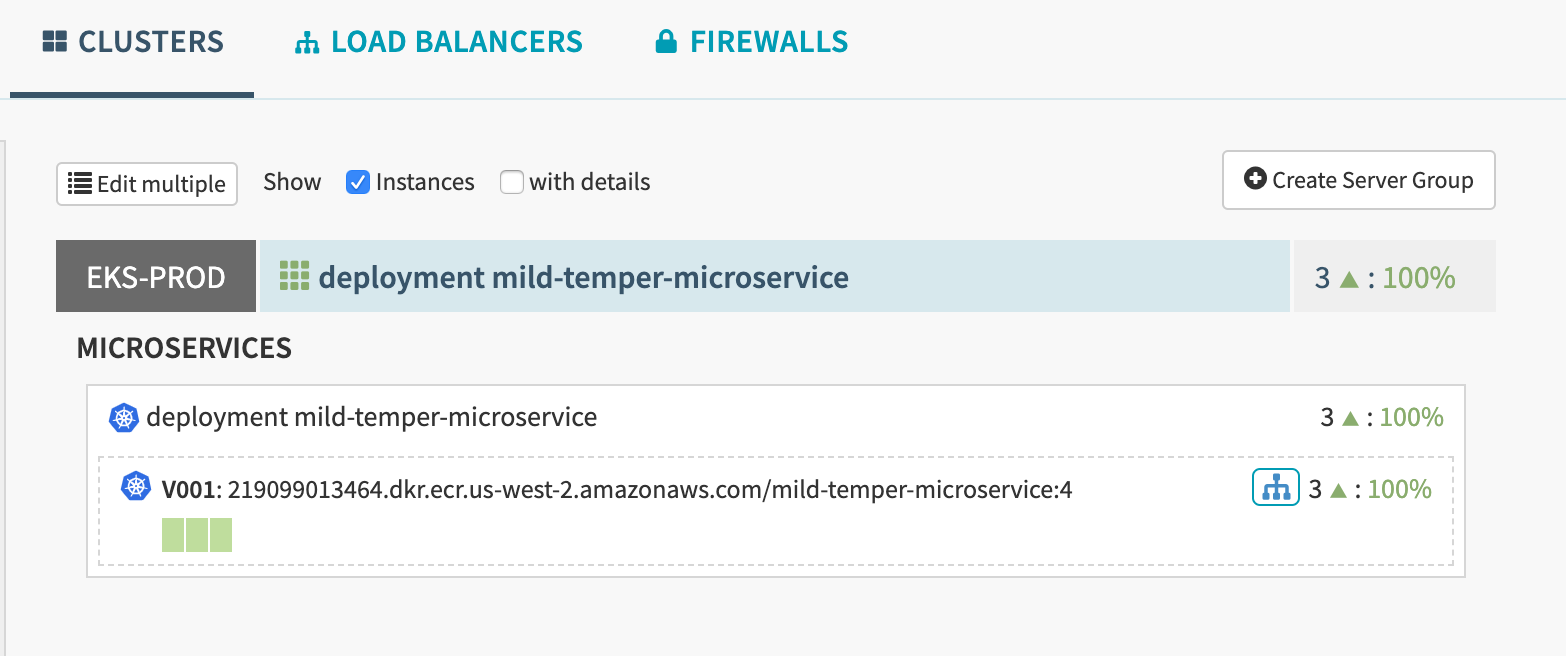 CLUSTERS LOAD BALANCERS FIREWALLS
Edit multiple Show Instances with details Create Server Group
EKS-PROD deployment mild-temper-microservice 3 ▲ : 100%
MICROSERVICES
deployment mild-temper-microservice 3 ▲ : 100%
V001: 219099013464.dkr.ecr.us-west-2.amazonaws.com/mild-temper-microservice:4 3 ▲ : 100%